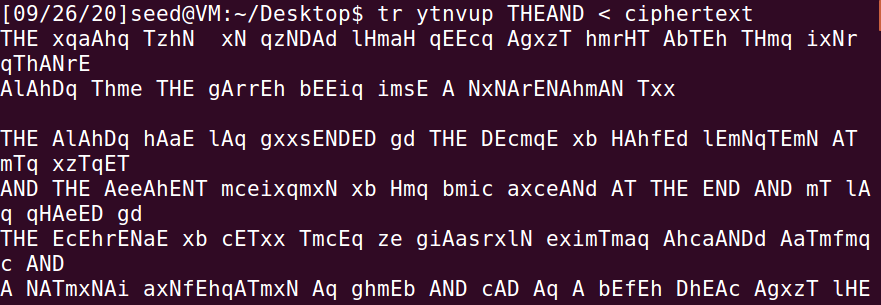 [09/26/20]seed@VM:~/Desktop$ tr ytnvup THEAND < ciphertext
THE xqaAhq TzhN  xN qzNDAd lHmaH qEEcq AgxzT hmrHT AbTEh THmq ixNr
qThANrE
AlAhDq Thme THE gArrEh bEEiq imsE A NxNArENAhmAN Txx

THE AlAhDq hAaE lAq gxxsENDED gd THE DEcmqE xb HAhfEd lEmNqTEmN AT
mTq xzTqET
AND THE AeeAhENT mceixqmxN xb Hmq bmic axceANd AT THE END AND mT lA
q qHAeED gd
THE EcEhrENaE xb cETxx TmcEq ze giAasrxlN eximTmaq AhcaANDd AaTmfmq
c AND
A NATmxNAi axNfEhqATmxN Aq ghmEb AND cAD Aq A bEfEh DhEAc AgxzT lHE